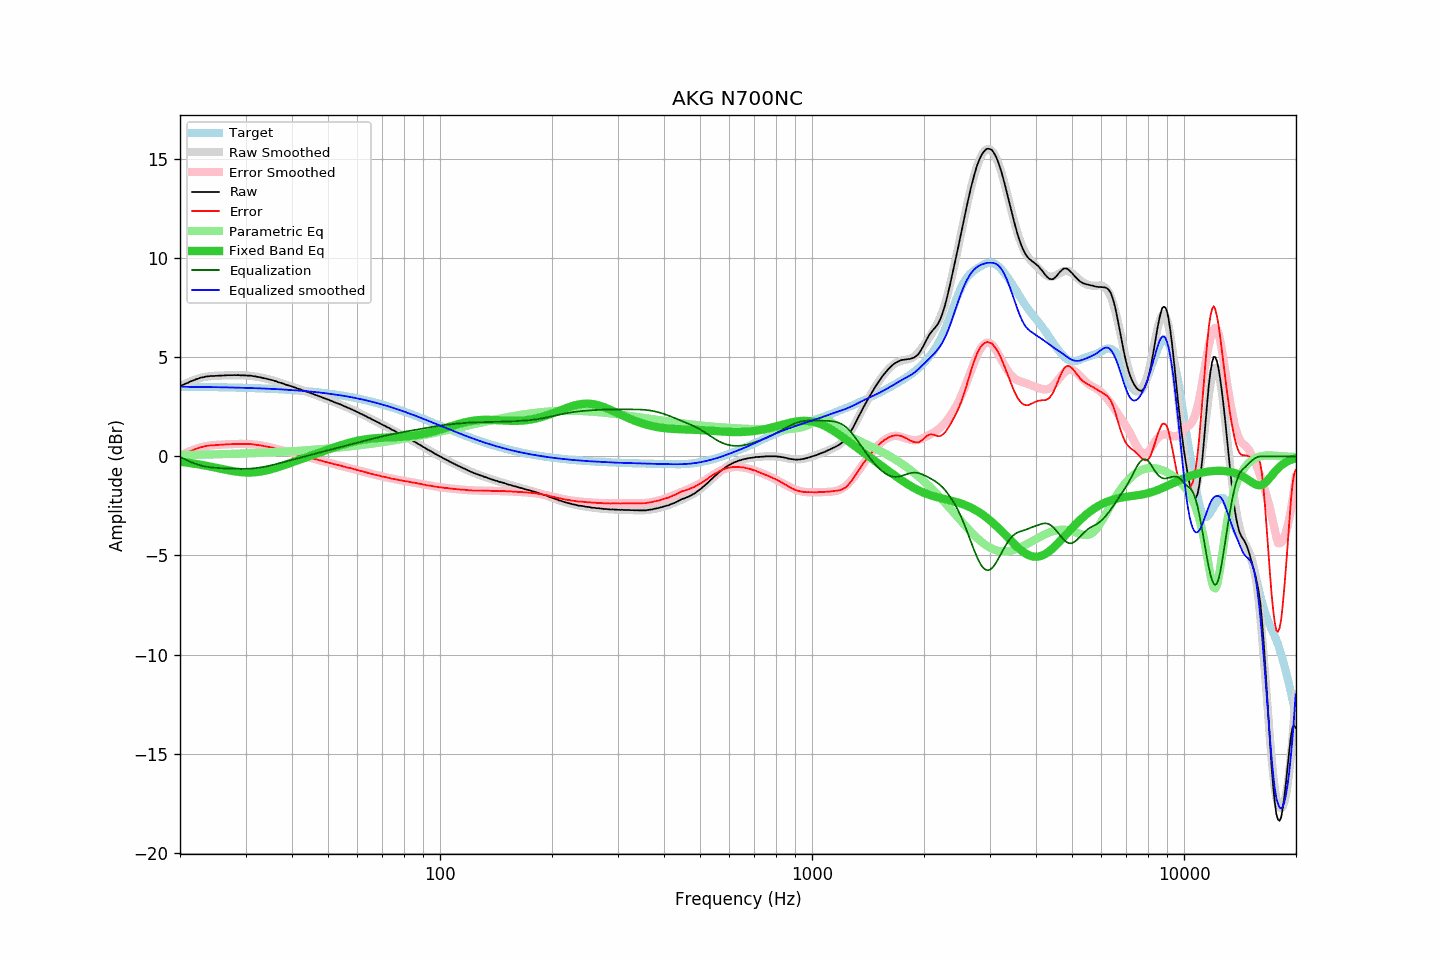 AKG N700NC
Target
Raw Smoothed
Error Smoothed
Raw
Error
Parametric Eq
Fixed Band Eq
Equalization
Equalized smoothed
15
10
5
0
−5
−10
−15
−20
Amplitude (dBr)
100 1000 10000
Frequency (Hz)